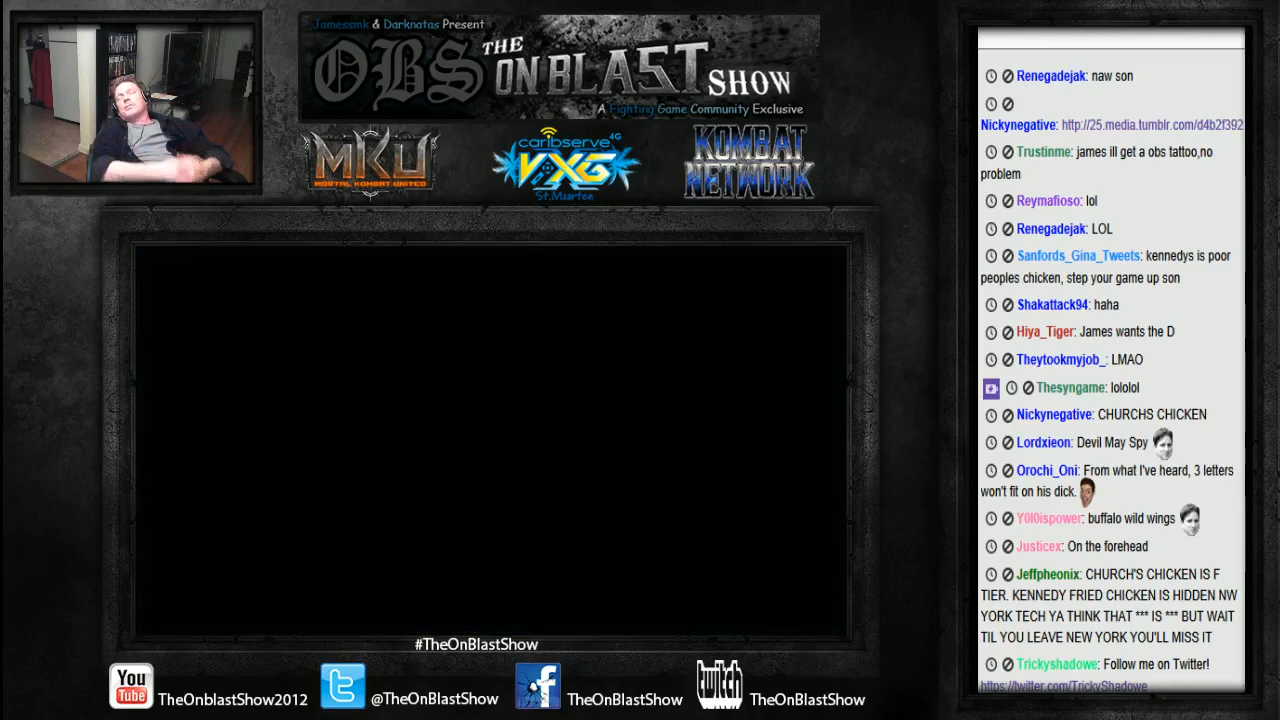 Jamessmk & Darknatas Present
OBS THE ON BLAST SHOW
A Fighting Game Community Exclusive
MKU
MORTAL KOMBAT UNITED
caribserve 4G
VXG
St.Maarten
KOMBAT
NETWORK
#TheOnBlastShow
You
Tube
TheOnblastShow2012
@TheOnBlastShow
f
TheOnBlastShow
twitch
TheOnBlastShow
Renegadejak: naw son
Nickynegative: http://25.media.tumblr.com/d4b2f392
Trustinme: james ill get a obs tattoo,no
problem
Reymafioso: lol
Renegadejak: LOL
Sanfords_Gina_Tweets: kennedys is poor
peoples chicken, step your game up son
Shakattack94: haha
Hiya_Tiger: James wants the D
Theytookmyjob_: LMAO
Thesyngame: lololol
Nickynegative: CHURCHS CHICKEN
Lordxieon: Devil May Spy
Orochi_Oni: From what I've heard, 3 letters
won't fit on his dick.
Y0l0ispower: buffalo wild wings
Justicex: On the forehead
Jeffpheonix: CHURCH'S CHICKEN IS F
TIER. KENNEDY FRIED CHICKEN IS HIDDEN NW
YORK TECH YA THINK THAT *** IS *** BUT WAIT
TIL YOU LEAVE NEW YORK YOU'LL MISS IT
Trickyshadowe: Follow me on Twitter!
https://twitter.com/TrickyShadowe